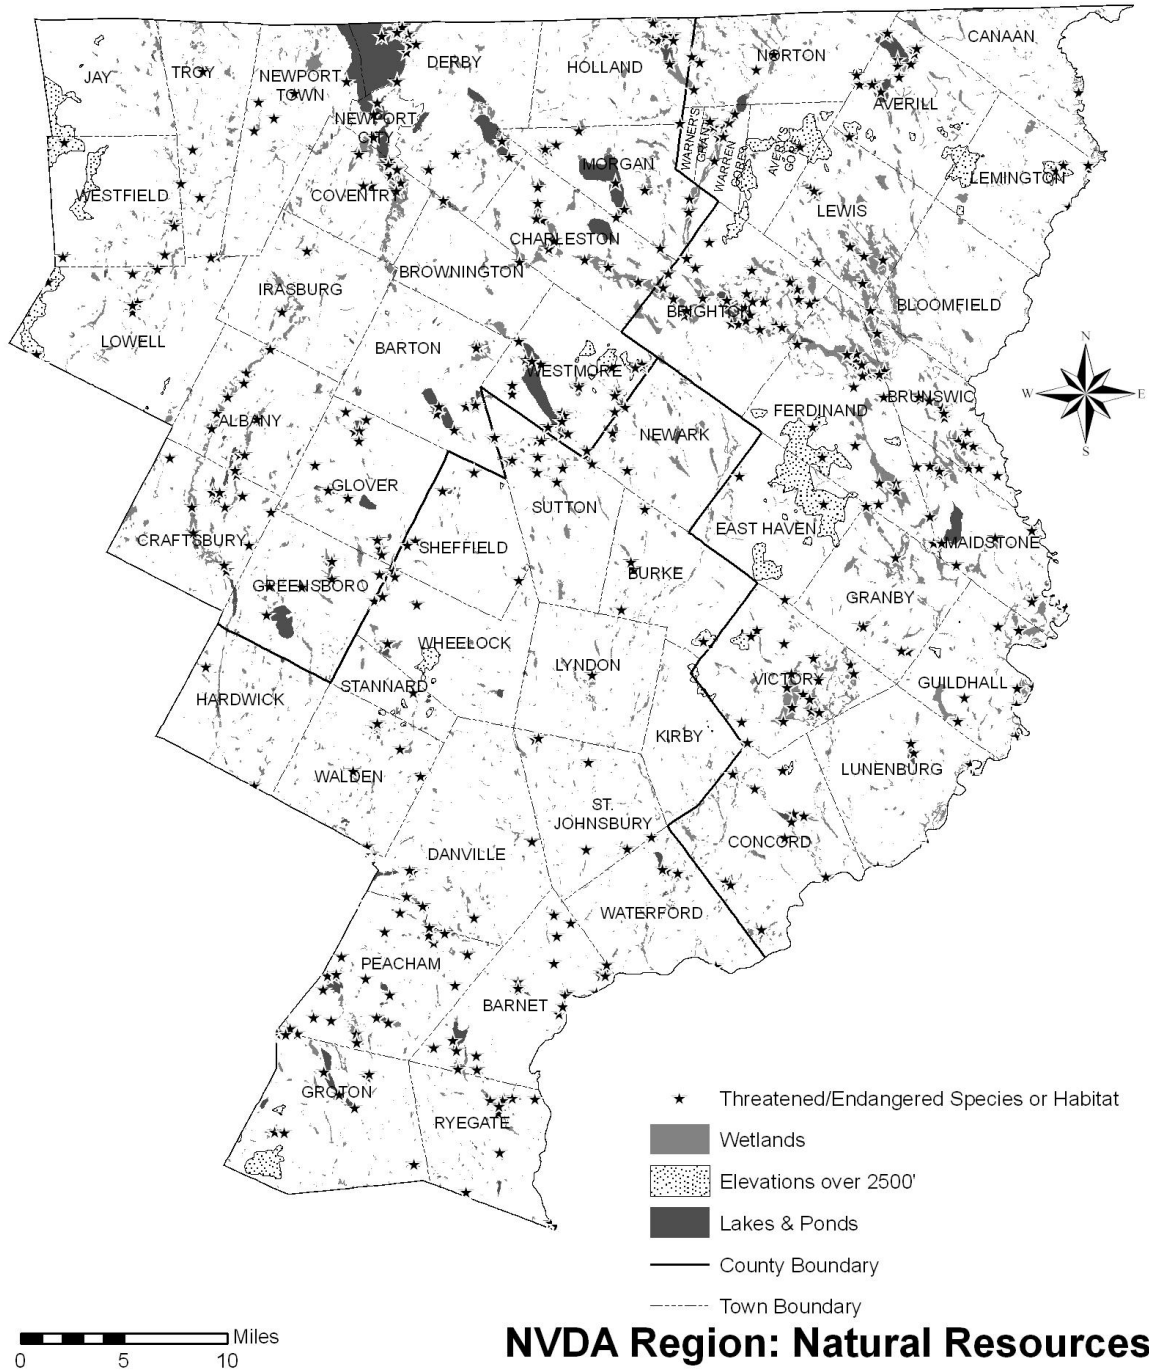 CANAAN
NORTON
DERBY
HOLLAND
JAY
TROY
NEWPORT
TOWN
AVERILL
NEWPORT
CITY
WARNER'S
GRANT
WARREN
GORES
AVERY'S
GORES
MORGAN
LEMINGTON
WESTFIELD
COVENTRY
LEWIS
CHARLESTON
BROWNINGTON
IRASBURG
BLOOMFIELD
BRIGHTON
LOWELL
BARTON
WESTMORE
N
W
E
S
BRUNSWIC
FERDINAND
ALBANY
NEWARK
GLOVER
SUTTON
EAST HAVEN
CRAFTSBURY
SHEFFIELD
MAIDSTONE
BURKE
GREENSBORO
GRANBY
WHEELOCK
LYNDON
VICTORY
GUILDHALL
STANNARD
HARDWICK
KIRBY
LUNENBURG
WALDEN
ST.
JOHNSBURY
CONCORD
DANVILLE
WATERFORD
PEACHAM
BARNET
GROTON
RYEGATE
Threatened/Endangered Species or Habitat
Wetlands
Elevations over 2500'
Lakes & Ponds
County Boundary
Town Boundary
Miles
0 5 10
NVDA Region: Natural Resources